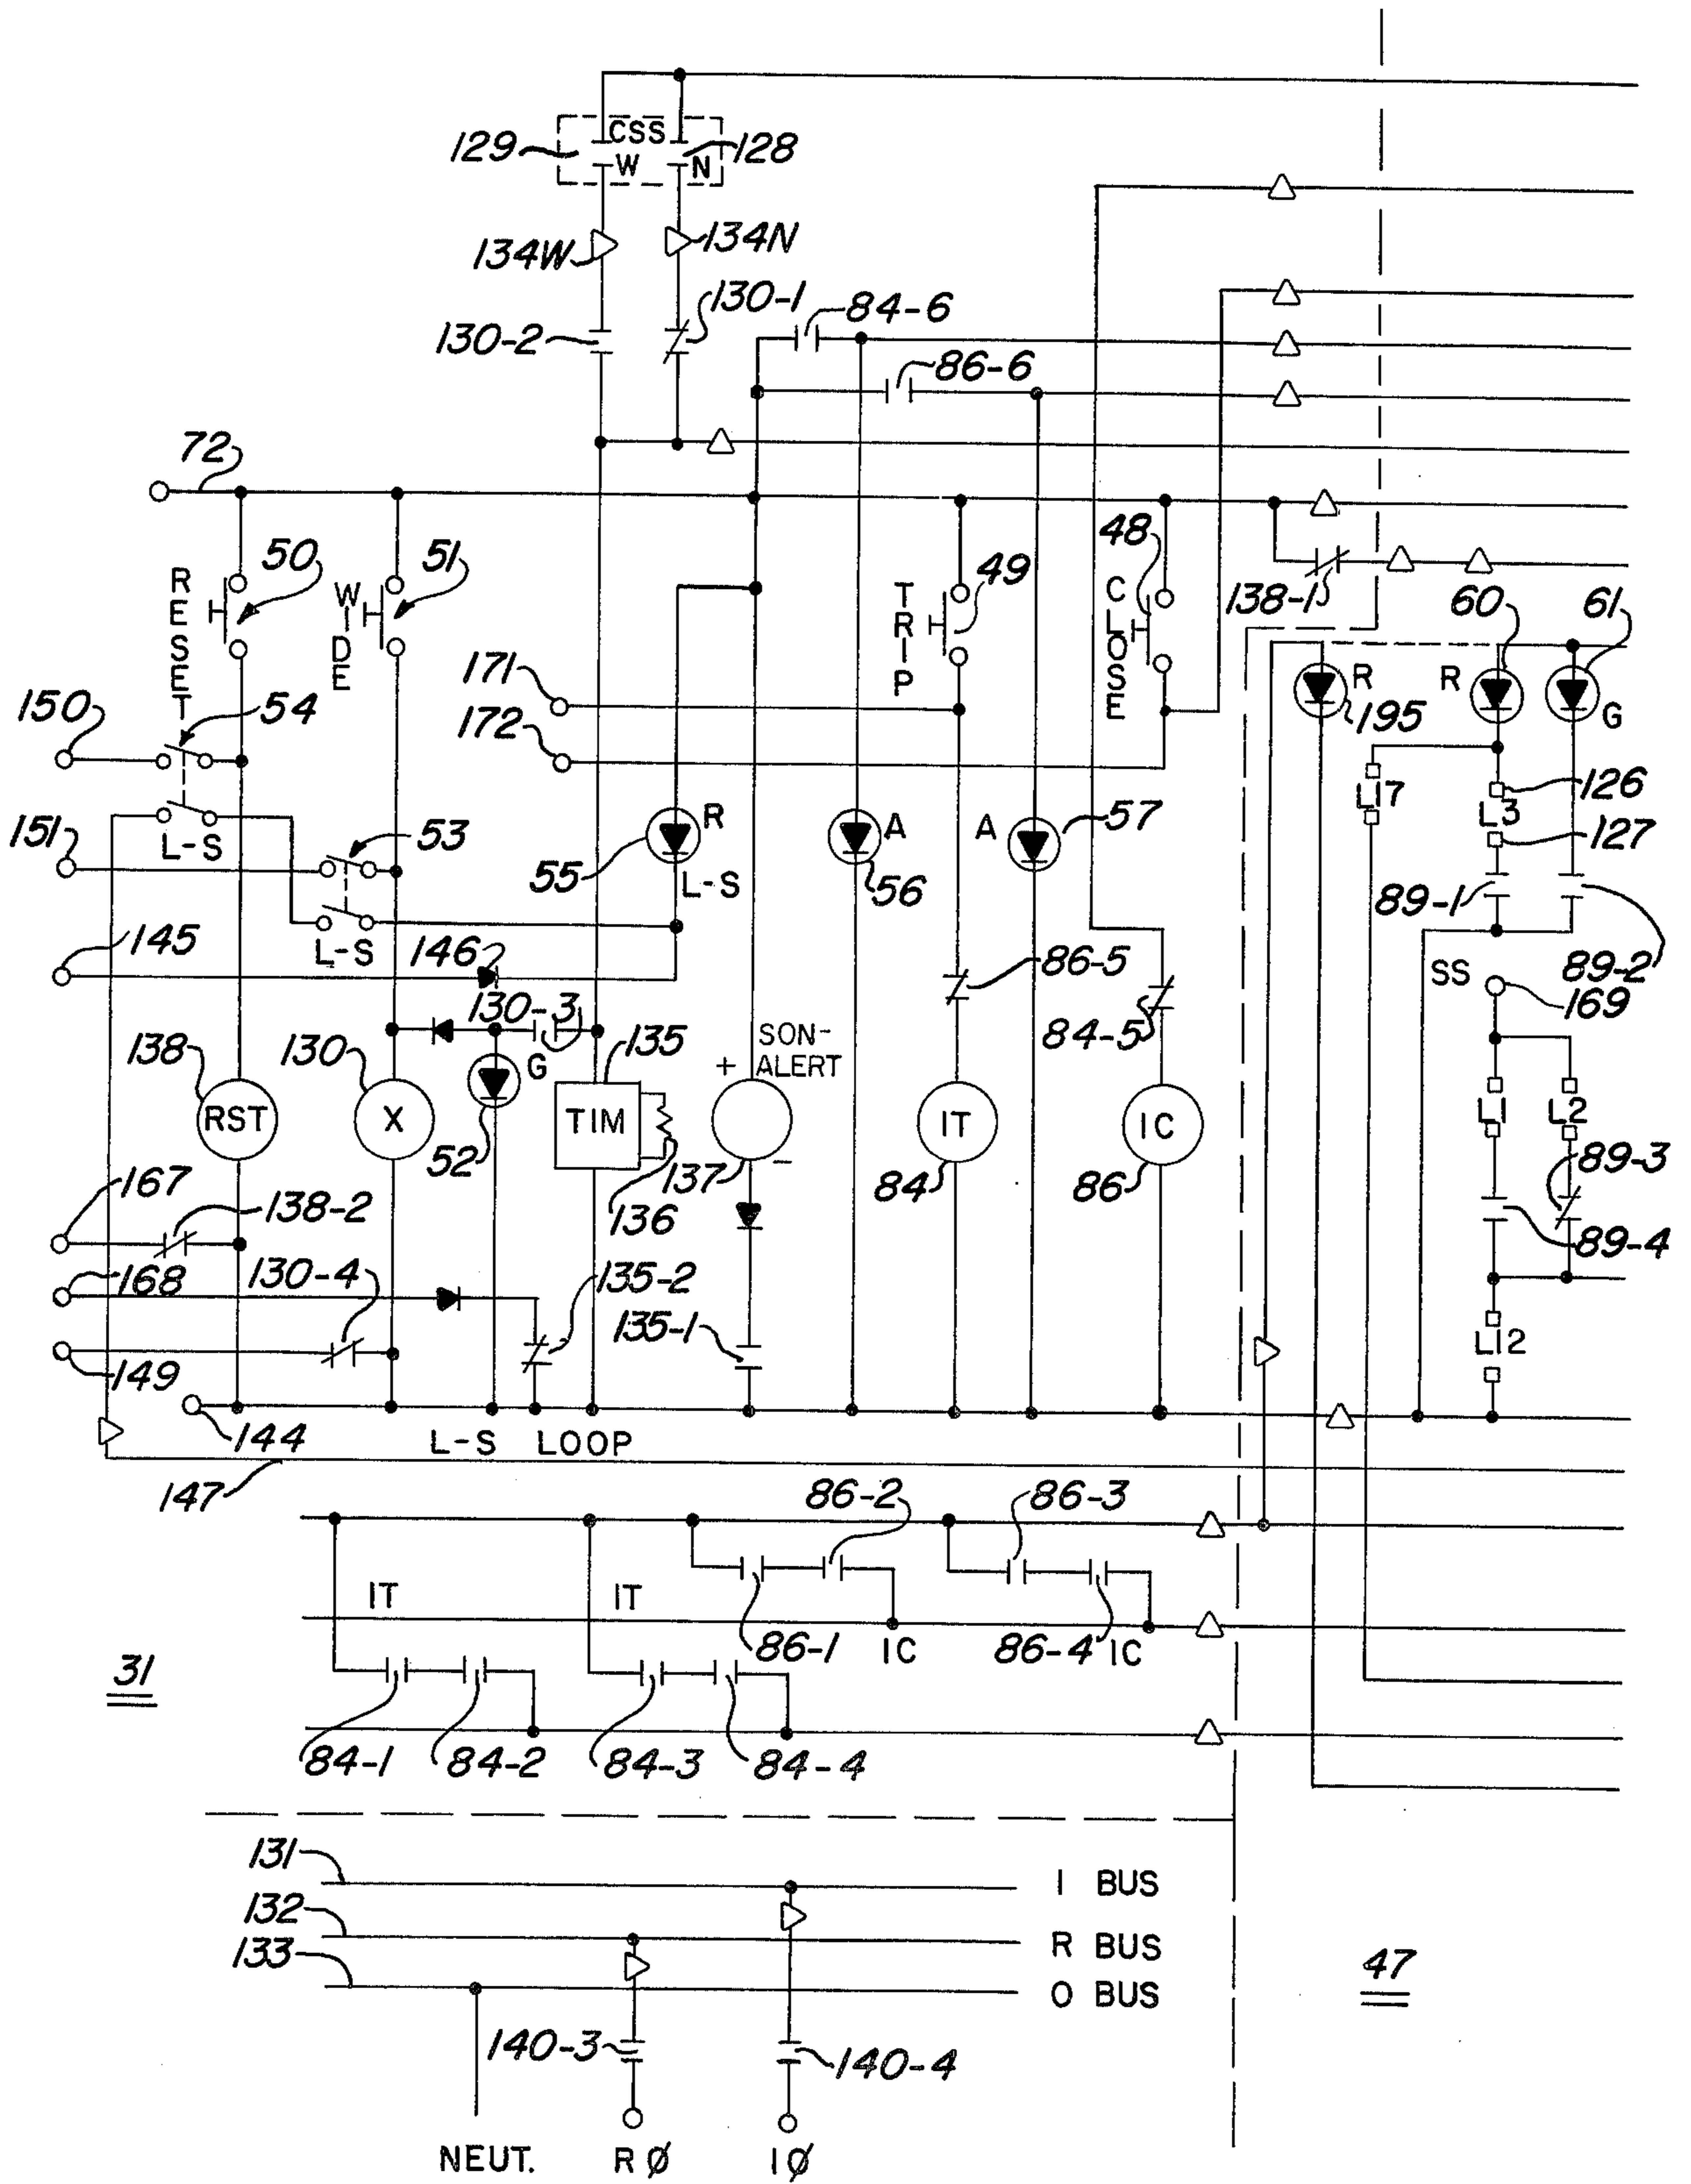 CSS
129
W
N
128
134W
134N
130-1
84-6
130-2
86-6
72
50
51
48
49
RESET
WIDE
TRIP
CLOSE
138-1
60
61
171
150
54
172
R
195
R
G
126
L17
L3
127
151
L-S
53
55
R
L-S
A
56
A
57
89-1
89-2
145
L-S
146
86-5
SS
169
130-3
84-5
138
130
G
135
SON-
+ ALERT
RST
X
TIM
IT
IC
L1
L2
52
137
–
84
86
89-3
167
138-2
136
89-4
168
130-4
135-2
135-1
L12
149
144
L-S LOOP
147
86-2
86-3
IT
IT
86-1
IC
86-4
IC
31
84-1
84-2
84-3
84-4
131
I BUS
132
R BUS
133
O BUS
47
140-3
140-4
NEUT.
RØ
IØ